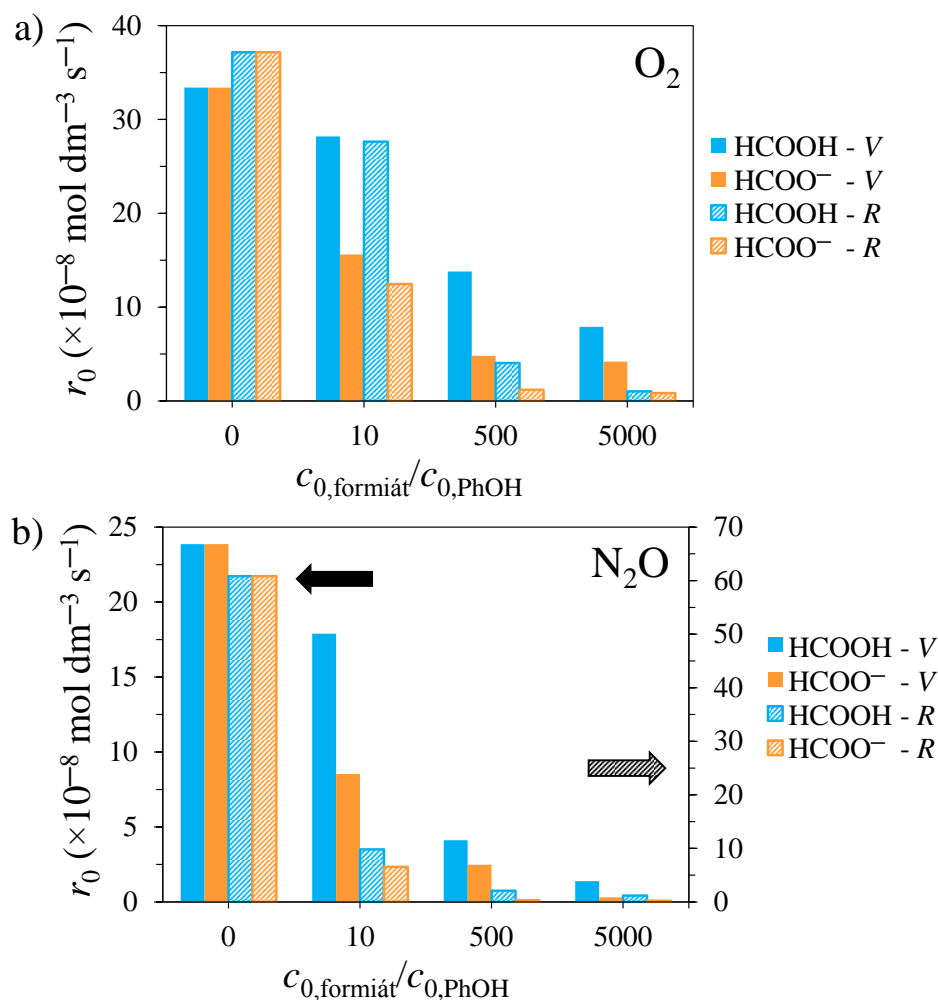 a)
O₂
r₀ (×10⁻⁸ mol dm⁻³ s⁻¹)
40
30
20
10
0
0 10 500 5000
c₀,formiát/c₀,PhOH
HCOOH - V
HCOO⁻ - V
HCOOH - R
HCOO⁻ - R
b)
N₂O
r₀ (×10⁻⁸ mol dm⁻³ s⁻¹)
25
20
15
10
5
0
70
60
50
40
30
20
10
0
0 10 500 5000
c₀,formiát/c₀,PhOH
HCOOH - V
HCOO⁻ - V
HCOOH - R
HCOO⁻ - R